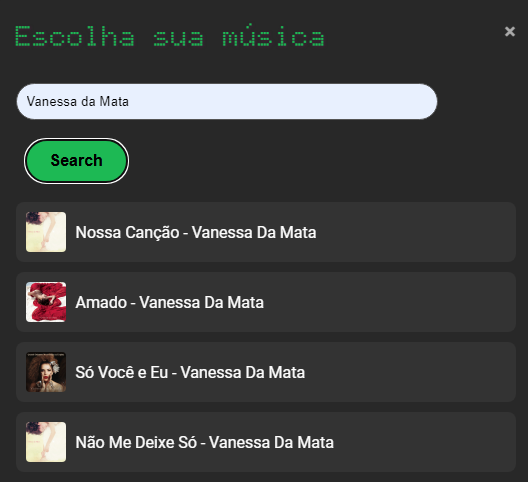 Escolha sua música
×
Vanessa da Mata
Search
Nossa Canção - Vanessa Da Mata
Amado - Vanessa Da Mata
Só Você e Eu - Vanessa Da Mata
Não Me Deixe Só - Vanessa Da Mata